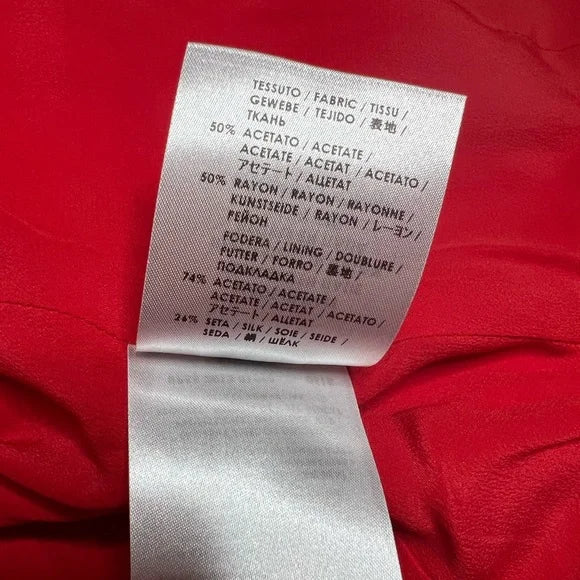 TESSUTO / FABRIC / TISSU /
GEWEBE / TEJIDO / 表地 /
ТКАНЬ
50% ACETATO / ACETATE /
ACETATE / ACETAT / ACETATO /
アセテート / АЦЕТАТ
50% RAYON / RAYON / RAYONNE /
KUNSTSEIDE / RAYON / レーヨン /
РЕЙОН
FODERA / LINING / DOUBLURE /
FUTTER / FORRO / 裏地 /
ПОДКЛАДКА
74% ACETATO / ACETATE /
ACETATE / ACETAT / ACETATO /
アセテート / АЦЕТАТ
26% SETA / SILK / SOIE / SEIDE /
SEDA / 絹 / ШЁЛК